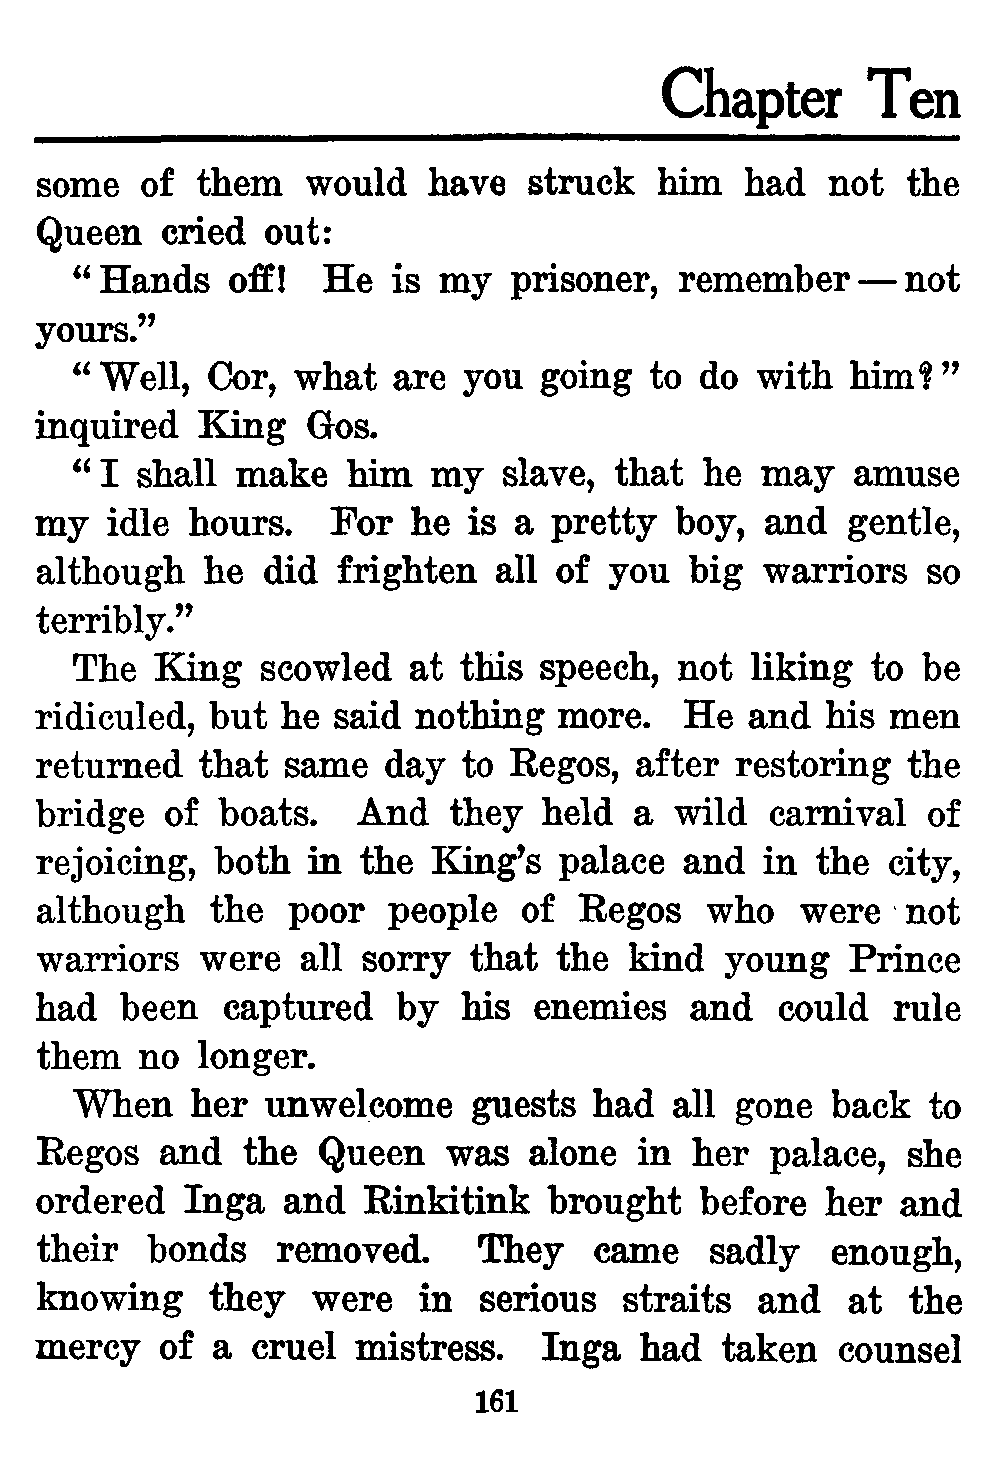 Chapter Ten
some of them would have struck him had not the
Queen cried out:
“Hands off! He is my prisoner, remember — not
yours.”
“Well, Cor, what are you going to do with him?”
inquired King Gos.
“I shall make him my slave, that he may amuse
my idle hours. For he is a pretty boy, and gentle,
although he did frighten all of you big warriors so
terribly.”
The King scowled at this speech, not liking to be
ridiculed, but he said nothing more. He and his men
returned that same day to Regos, after restoring the
bridge of boats. And they held a wild carnival of
rejoicing, both in the King’s palace and in the city,
although the poor people of Regos who were not
warriors were all sorry that the kind young Prince
had been captured by his enemies and could rule
them no longer.
When her unwelcome guests had all gone back to
Regos and the Queen was alone in her palace, she
ordered Inga and Rinkitink brought before her and
their bonds removed. They came sadly enough,
knowing they were in serious straits and at the
mercy of a cruel mistress. Inga had taken counsel
161